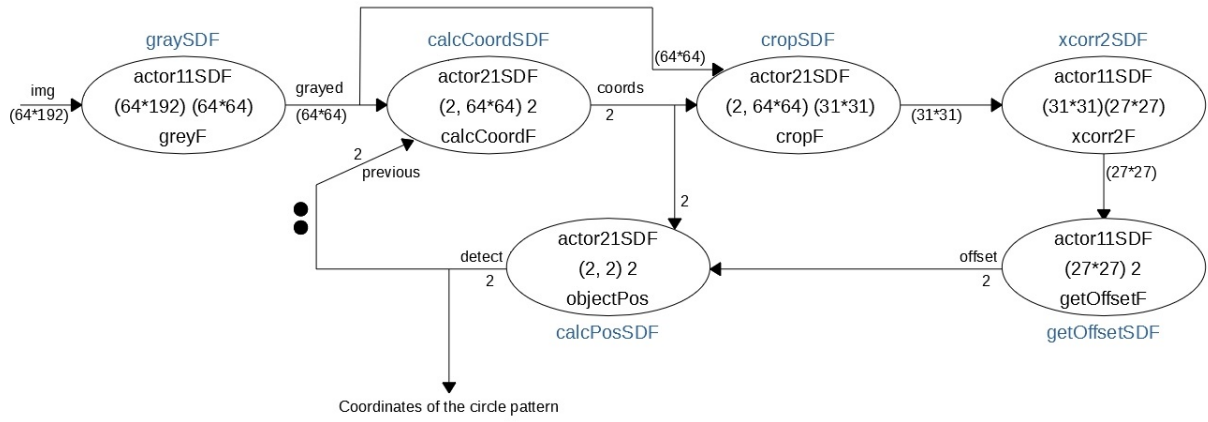 graySDF
calcCoordSDF
cropSDF
xcorr2SDF
img
(64*192)
actor11SDF
(64*192) (64*64)
greyF
grayed
(64*64)
actor21SDF
(2, 64*64) 2
calcCoordF
coords
2
(64*64)
actor21SDF
(2, 64*64) (31*31)
cropF
(31*31)
actor11SDF
(31*31)(27*27)
xcorr2F
2
previous
2
(27*27)
detect
2
actor21SDF
(2, 2) 2
objectPos
calcPosSDF
offset
2
actor11SDF
(27*27) 2
getOffsetF
getOffsetSDF
Coordinates of the circle pattern